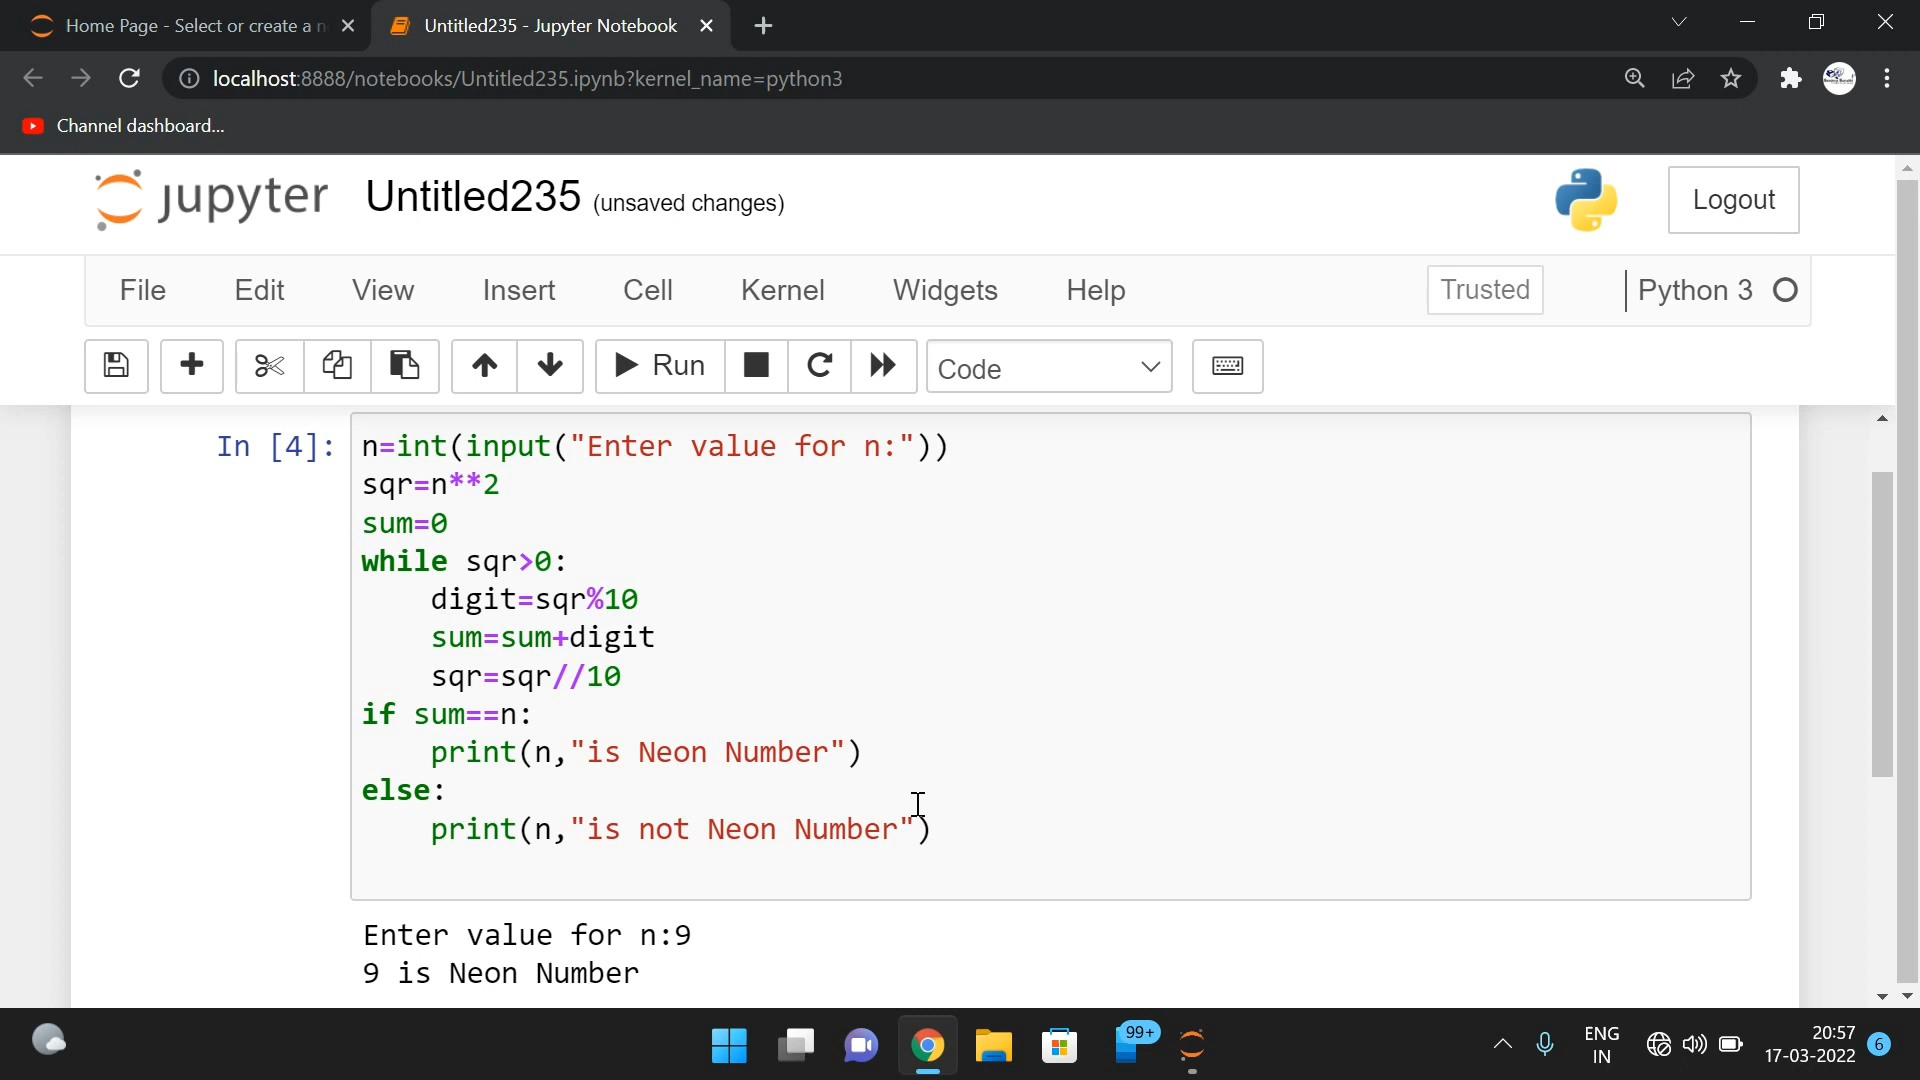 Home Page - Select or create a n
Untitled235 - Jupyter Notebook
localhost:8888/notebooks/Untitled235.ipynb?kernel_name=python3
Channel dashboard...
jupyter Untitled235 (unsaved changes)
Logout
File Edit View Insert Cell Kernel Widgets Help Trusted Python 3
Run Code
In [4]: n=int(input("Enter value for n:"))
sqr=n**2
sum=0
while sqr>0:
    digit=sqr%10
    sum=sum+digit
    sqr=sqr//10
if sum==n:
    print(n,"is Neon Number")
else:
    print(n,"is not Neon Number")
Enter value for n:9
9 is Neon Number
99+
ENG
IN
20:57
17-03-2022
6